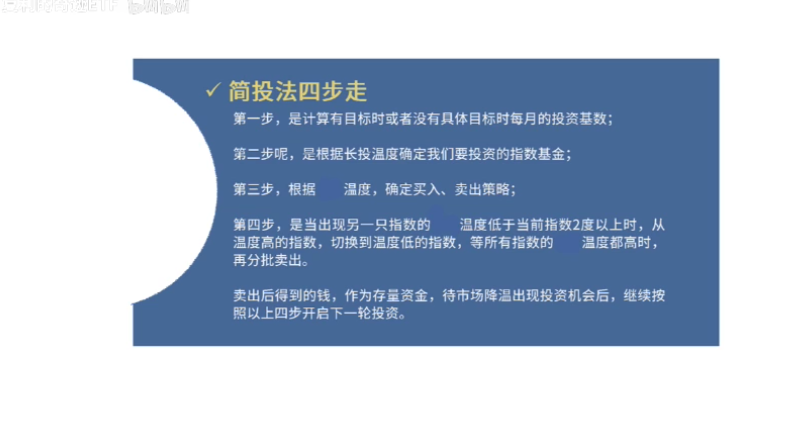 ✓ 简投法四步走
第一步，是计算有目标时或者没有具体目标时每月的投资基数；
第二步呢，是根据长投温度确定我们要投资的指数基金；
第三步，根据 温度，确定买入、卖出策略；
第四步，是当出现另一只指数的 温度低于当前指数2度以上时，从
温度高的指数，切换到温度低的指数，等所有指数的 温度都高时，
再分批卖出。
卖出后得到的钱，作为存量资金，待市场降温出现投资机会后，继续按
照以上四步开启下一轮投资。